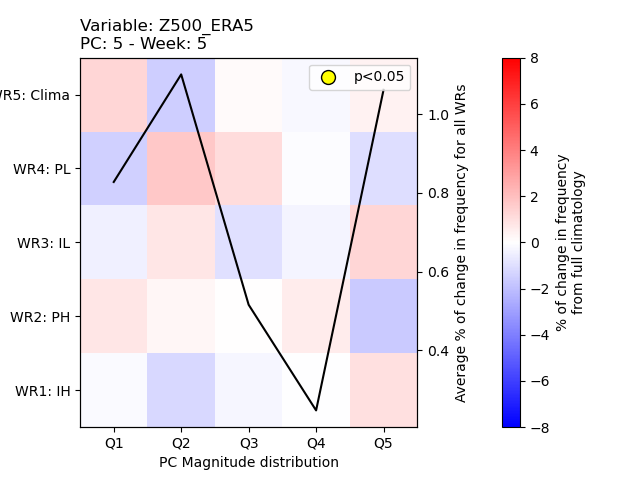 Variable: Z500_ERA5
PC: 5 - Week: 5
p<0.05
WR5: Clima
WR4: PL
WR3: IL
WR2: PH
WR1: IH
Q1 Q2 Q3 Q4 Q5
PC Magnitude distribution
1.0
0.8
0.6
0.4
Average % of change in frequency for all WRs
8
6
4
2
0
−2
−4
−6
−8
% of change in frequency
from full climatology